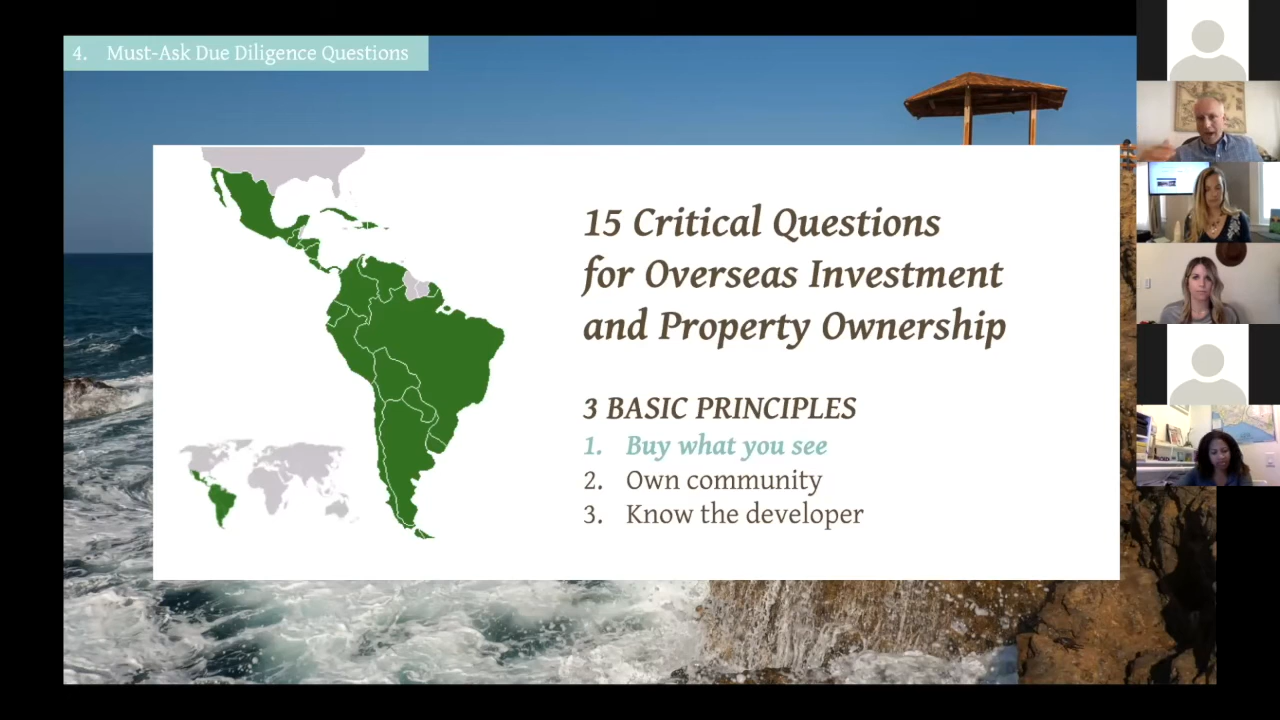 4. Must-Ask Due Diligence Questions
15 Critical Questions
for Overseas Investment
and Property Ownership
3 BASIC PRINCIPLES
1. Buy what you see
2. Own community
3. Know the developer